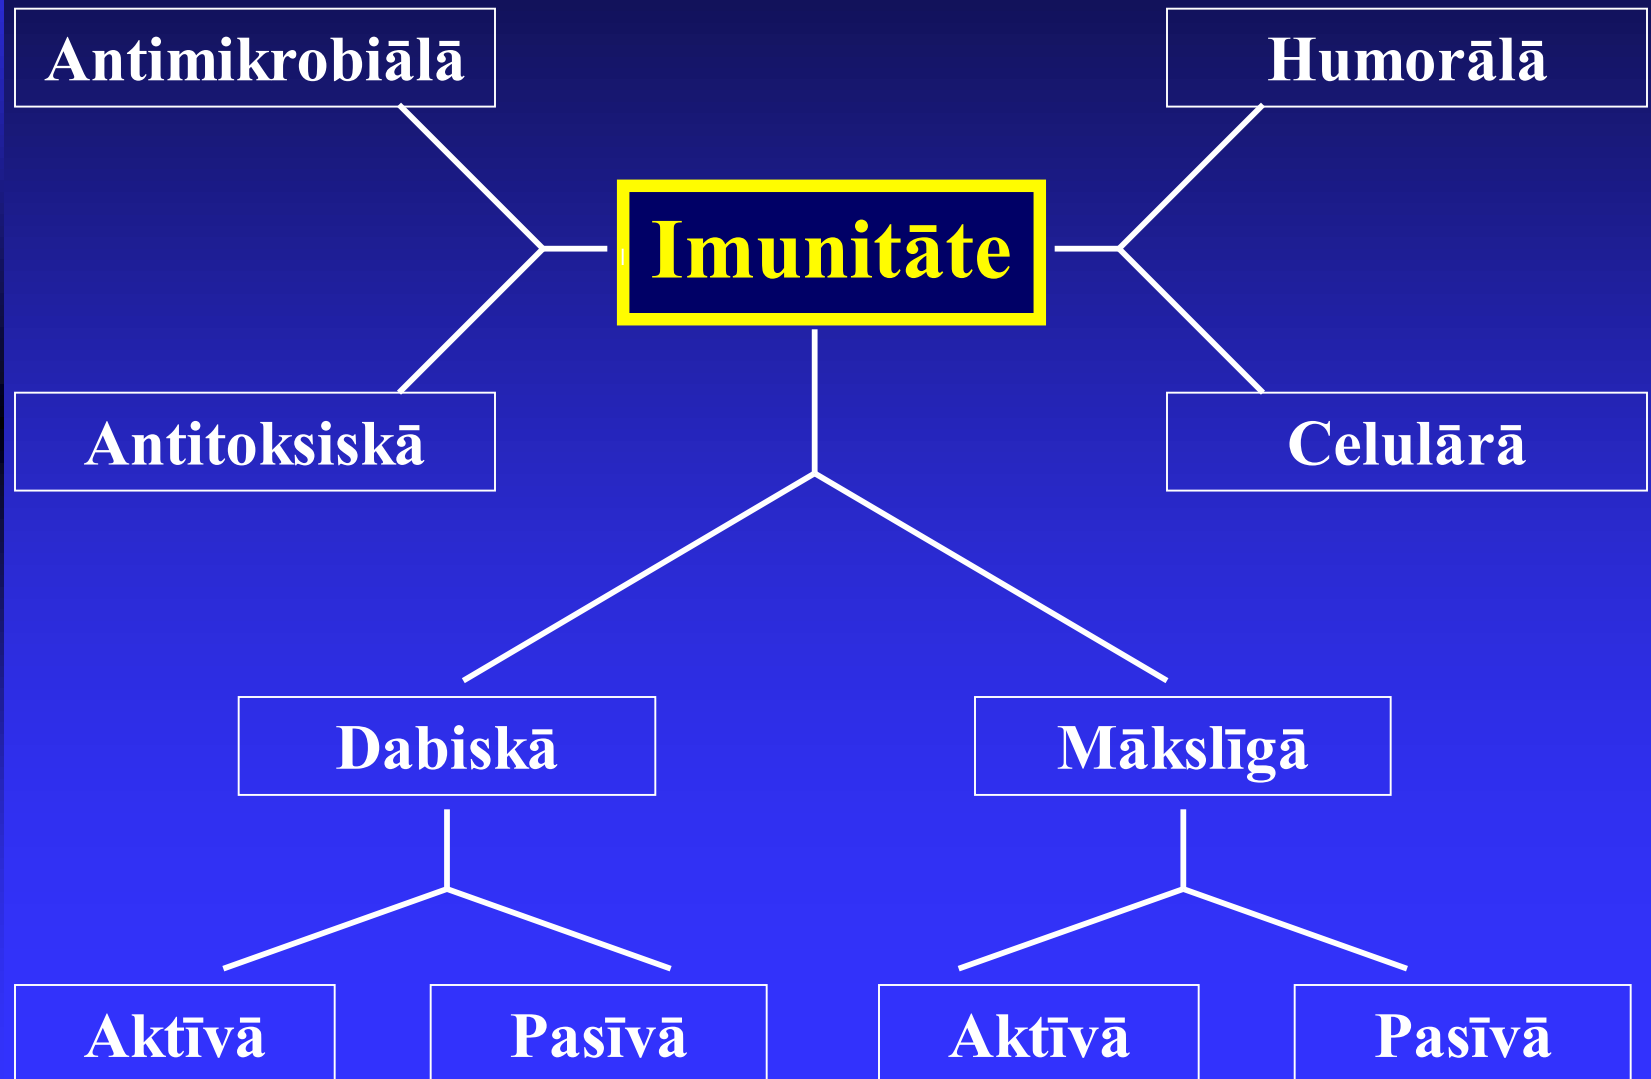 Antimikrobiālā
Humorālā
Imunitāte
Antitoksiskā
Celulārā
Dabiskā
Mākslīgā
Aktīvā
Pasīvā
Aktīvā
Pasīvā